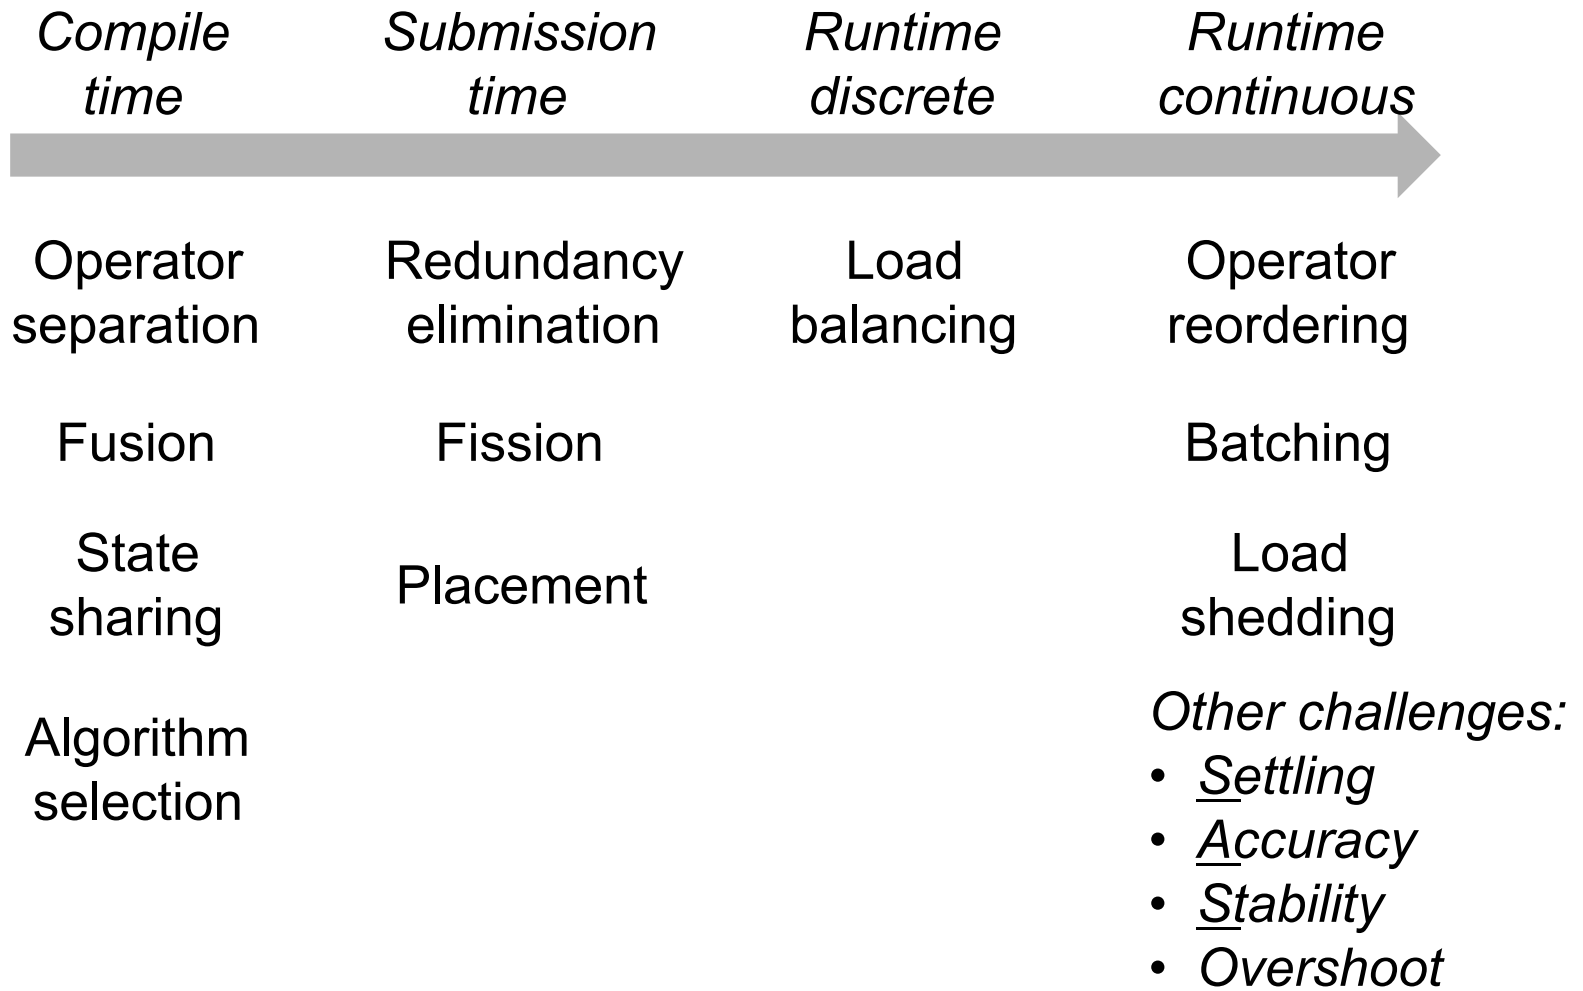 Compile time
Submission time
Runtime discrete
Runtime continuous
Operator separation
Redundancy elimination
Load balancing
Operator reordering
Fusion
Fission
Batching
State sharing
Placement
Load shedding
Algorithm selection
Other challenges:
• Settling
• Accuracy
• Stability
• Overshoot